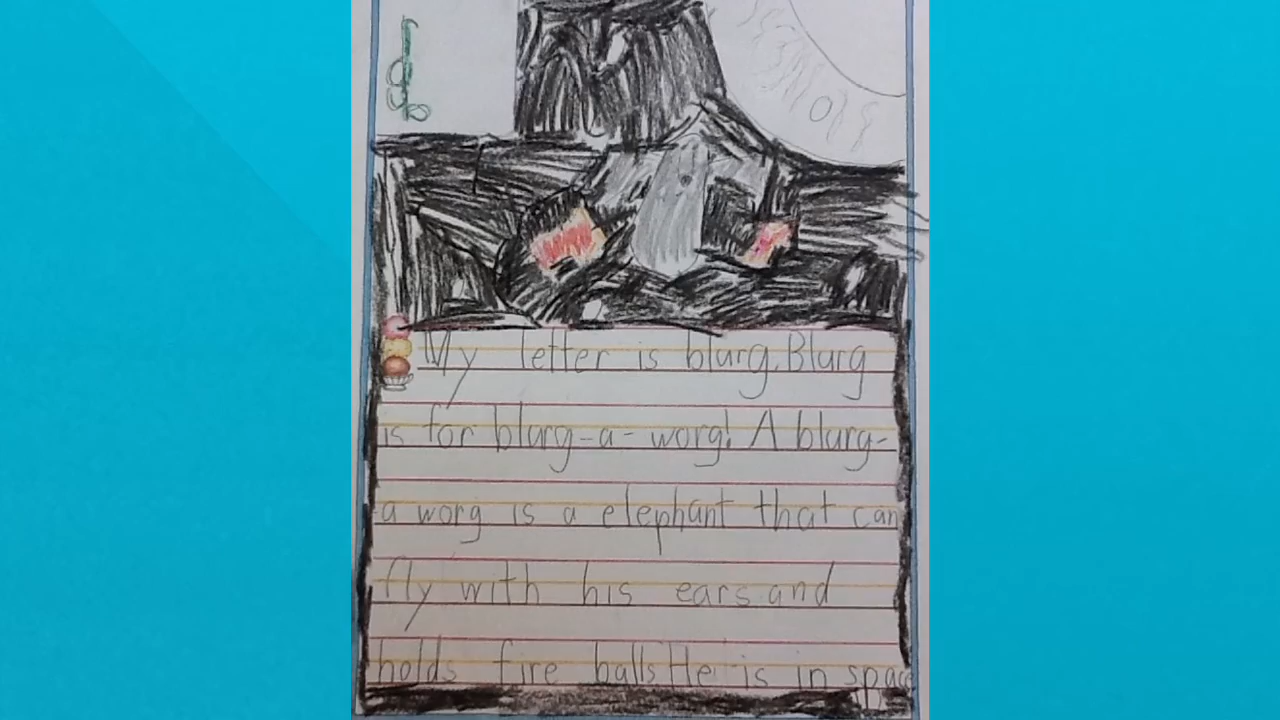 My letter is blurg. Blurg
is for blurg-a-worg! A blurg-
a worg is a elephant that can
fly with his ears and
holds fire balls He is in space